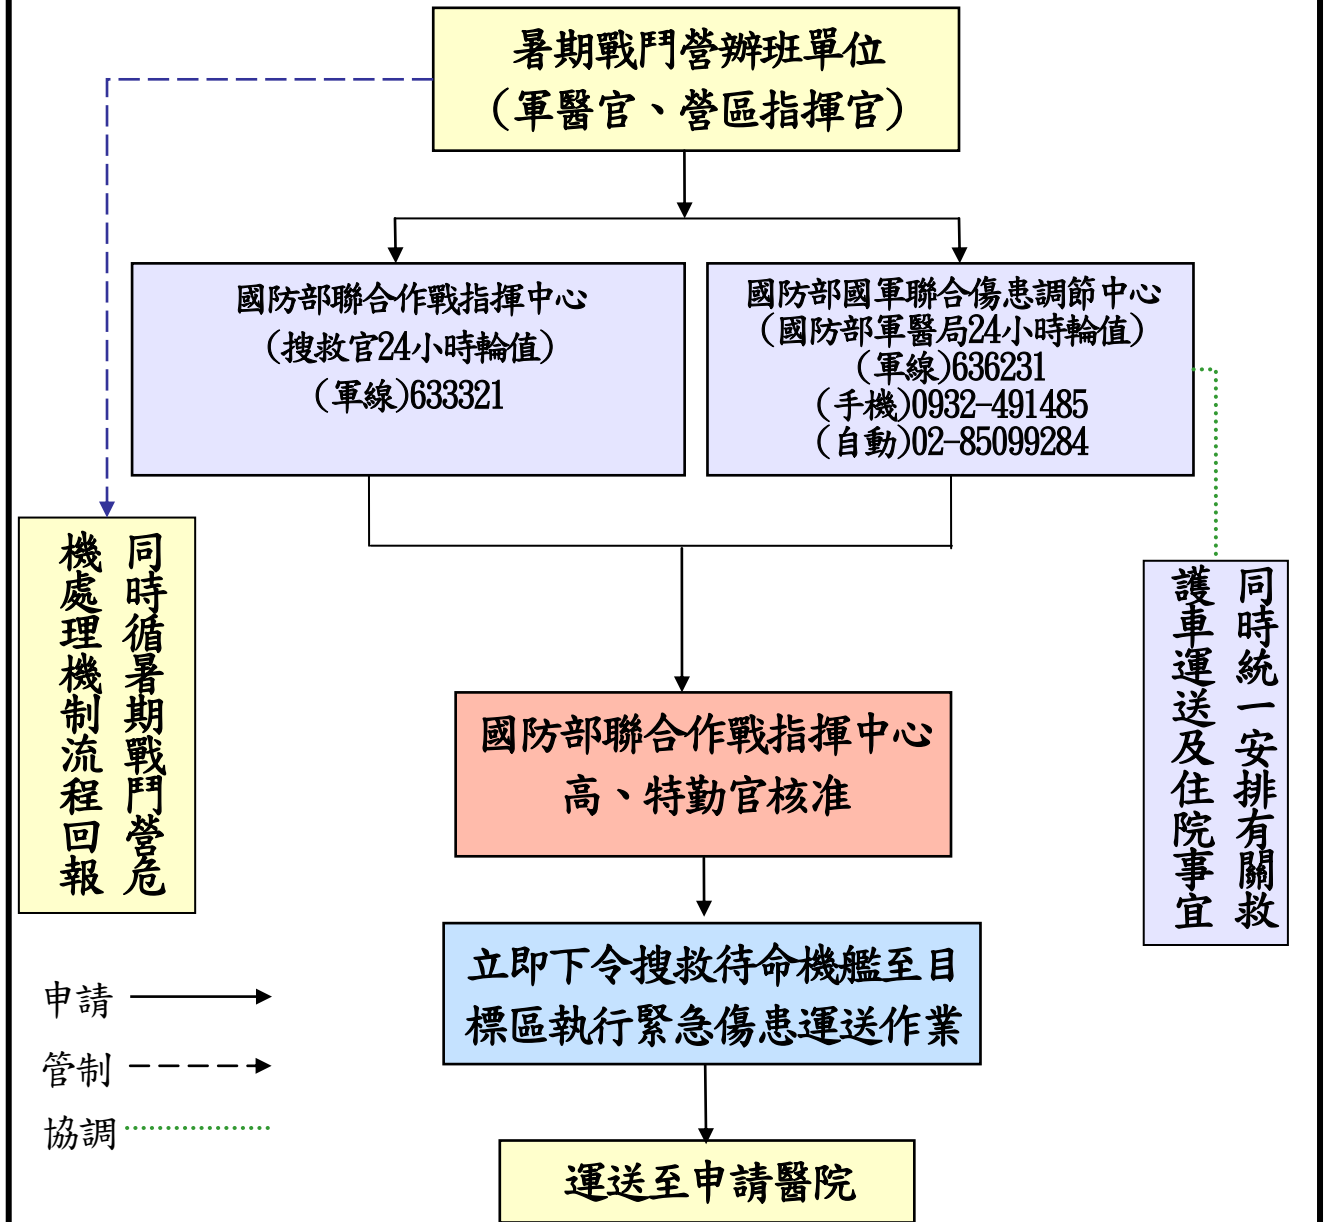 暑期戰鬥營辦班單位
(軍醫官、營區指揮官)
國防部聯合作戰指揮中心
(搜救官24小時輪值)
(軍線)633321
國防部國軍聯合傷患調節中心
(國防部軍醫局24小時輪值)
(軍線)636231
(手機)0932-491485
(自動)02-85099284
同時循暑期戰鬥營危
機處理機制流程回報
同時統一安排有關救
護車運送及住院事宜
國防部聯合作戰指揮中心
高、特勤官核准
立即下令搜救待命機艦至目
標區執行緊急傷患運送作業
運送至申請醫院
申請
管制
協調